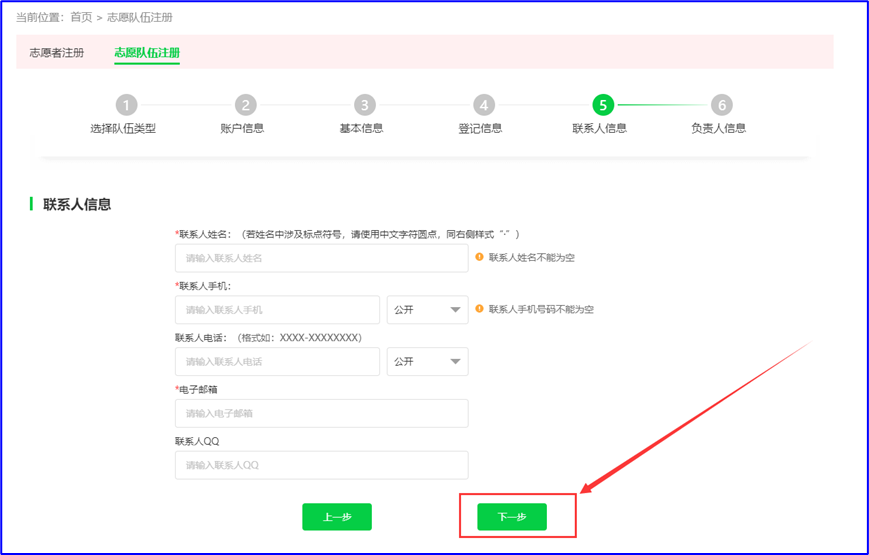 当前位置：首页 > 志愿队伍注册
志愿者注册 志愿队伍注册
1 2 3 4 5 6
选择队伍类型 账户信息 基本信息 登记信息 联系人信息 负责人信息
联系人信息
*联系人姓名：（若姓名中涉及标点符号，请使用中文字符圆点，同右侧样式“·”）
请输入联系人姓名 联系人姓名不能为空
*联系人手机：
请输入联系人手机 公开 联系人手机号码不能为空
联系人电话：（格式如：XXXX-XXXXXXXX）
请输入联系人电话 公开
*电子邮箱
请输入电子邮箱
联系人QQ
请输入联系人QQ
上一步 下一步